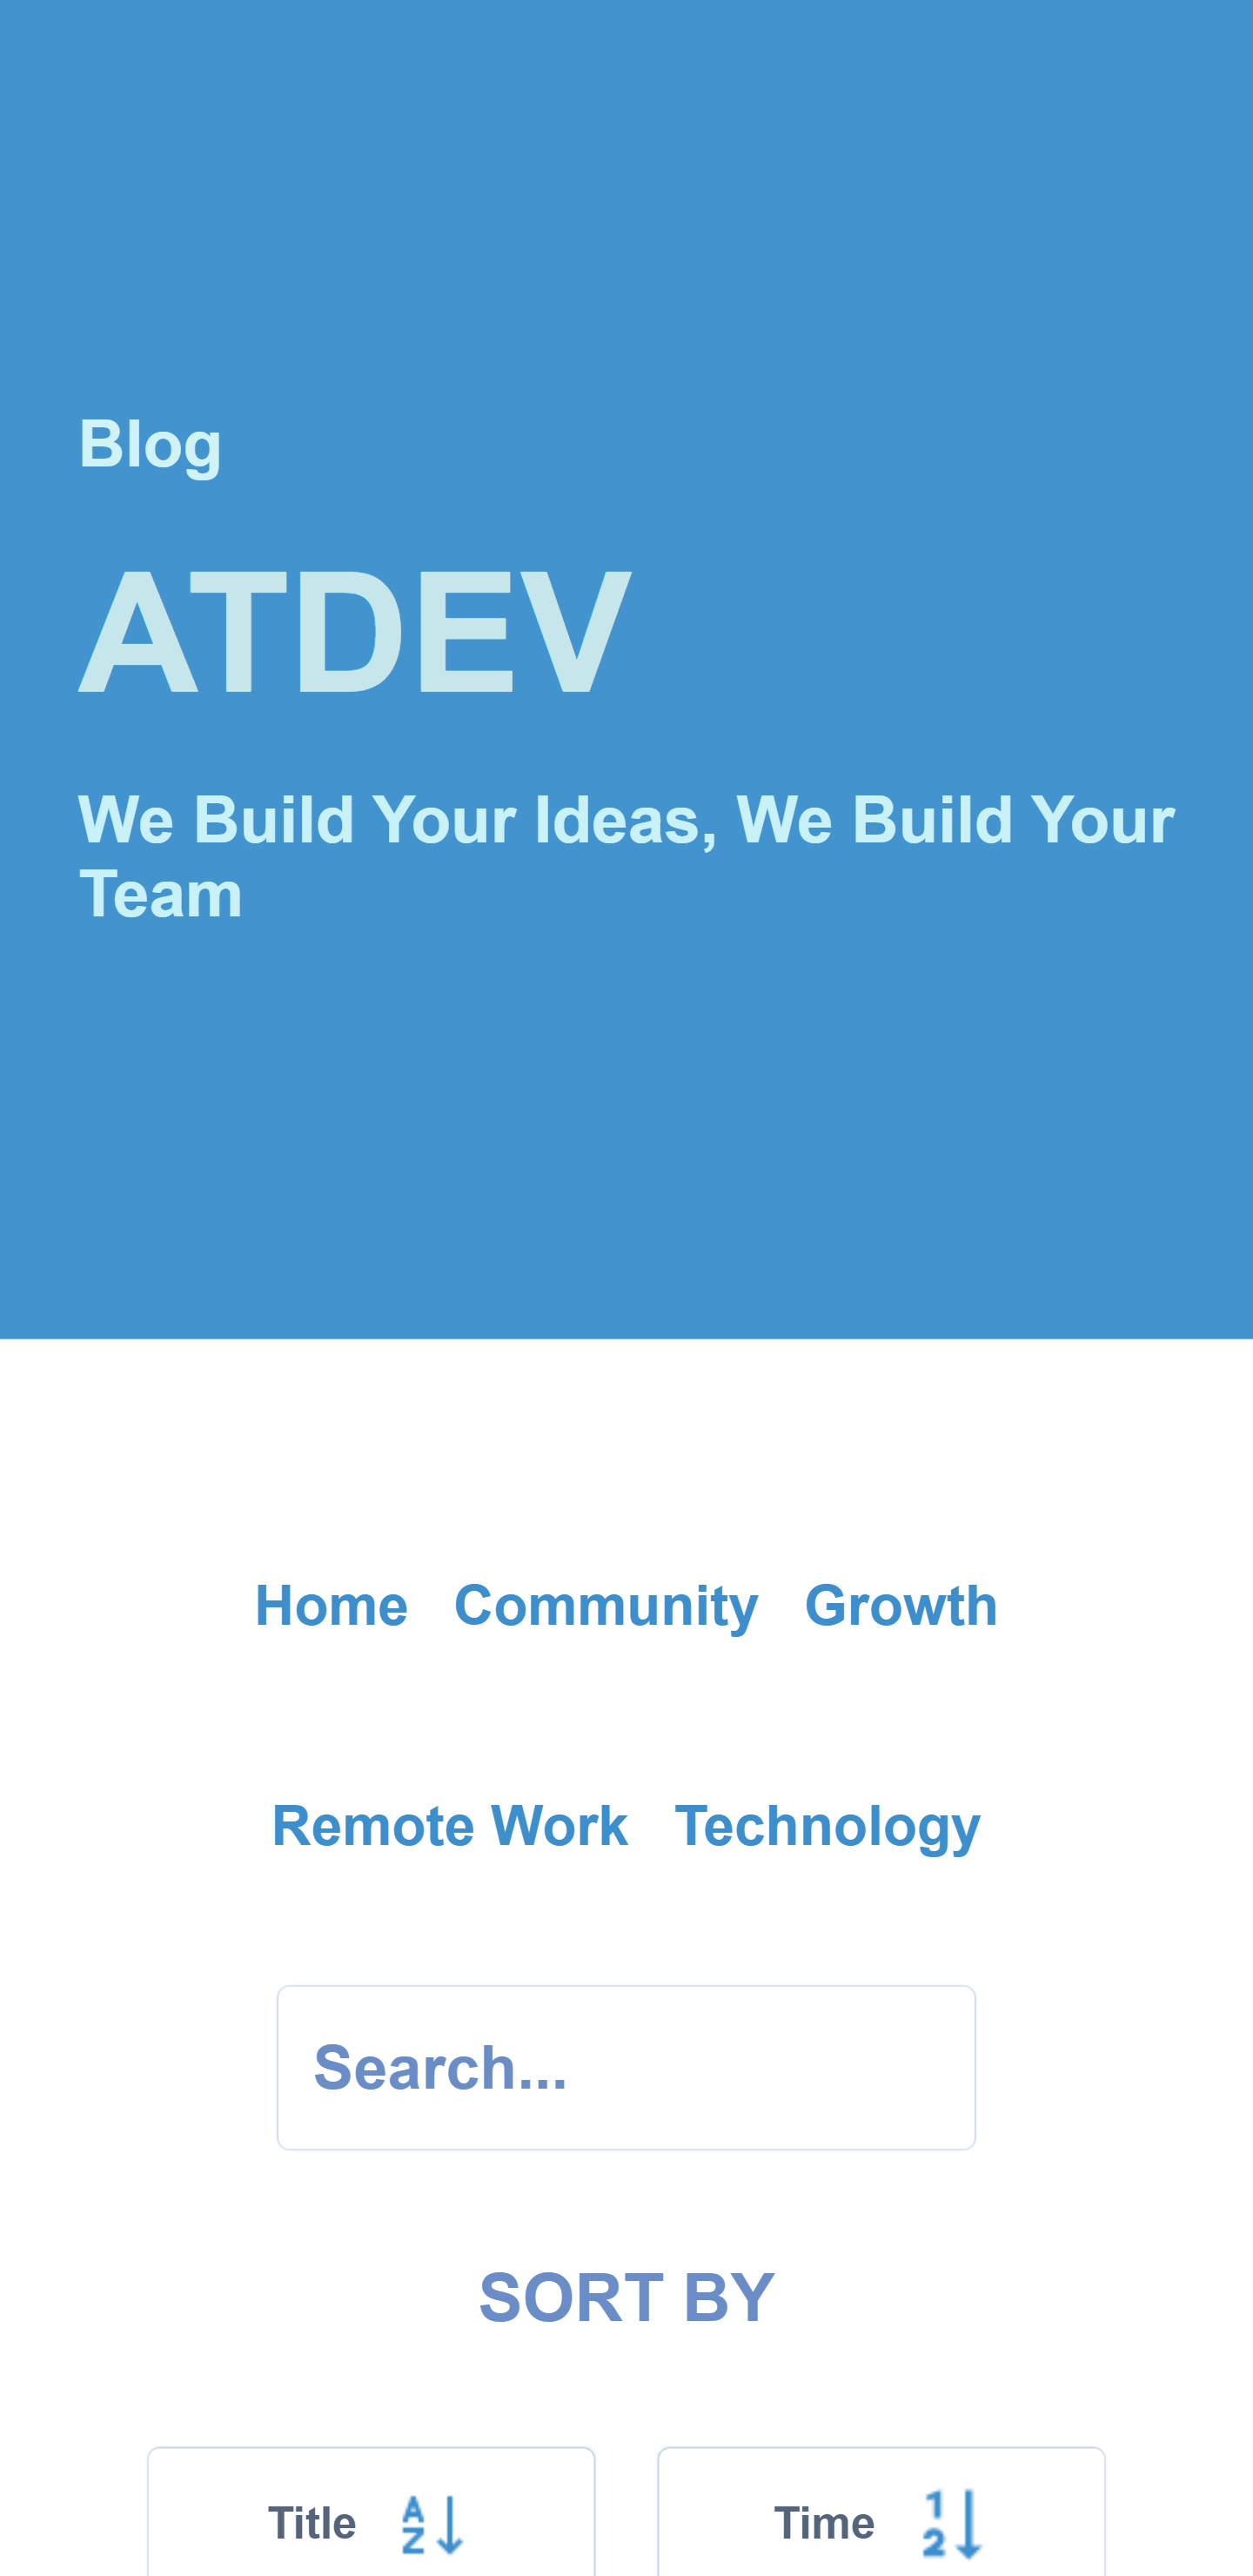 Blog
ATDEV
We Build Your Ideas, We Build Your
Team
Home Community Growth
Remote Work Technology
Search...
SORT BY
Title A Z Time 1 2